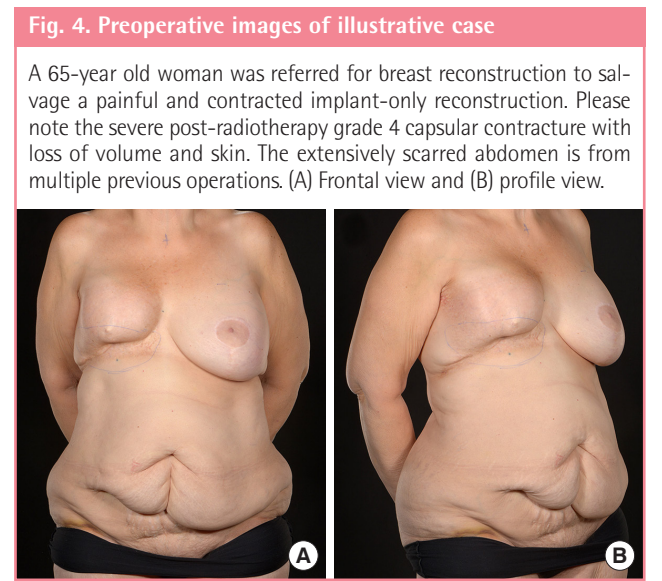 Fig. 4. Preoperative images of illustrative case
A 65-year old woman was referred for breast reconstruction to sal-
vage a painful and contracted implant-only reconstruction. Please
note the severe post-radiotherapy grade 4 capsular contracture with
loss of volume and skin. The extensively scarred abdomen is from
multiple previous operations. (A) Frontal view and (B) profile view.
A
B